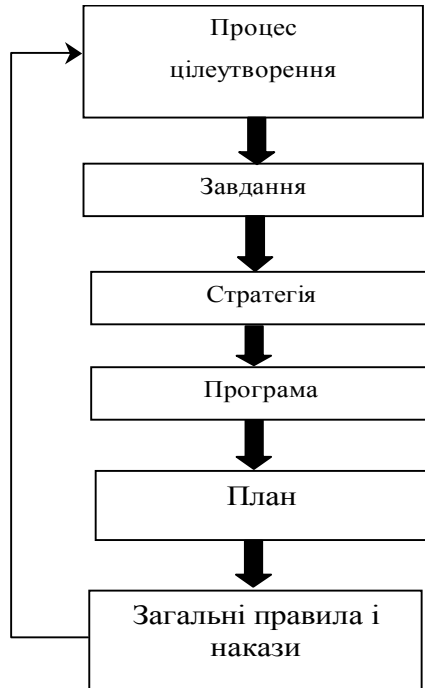 Процес
цілеутворення
Завдання
Стратегія
Програма
План
Загальні правила і
накази